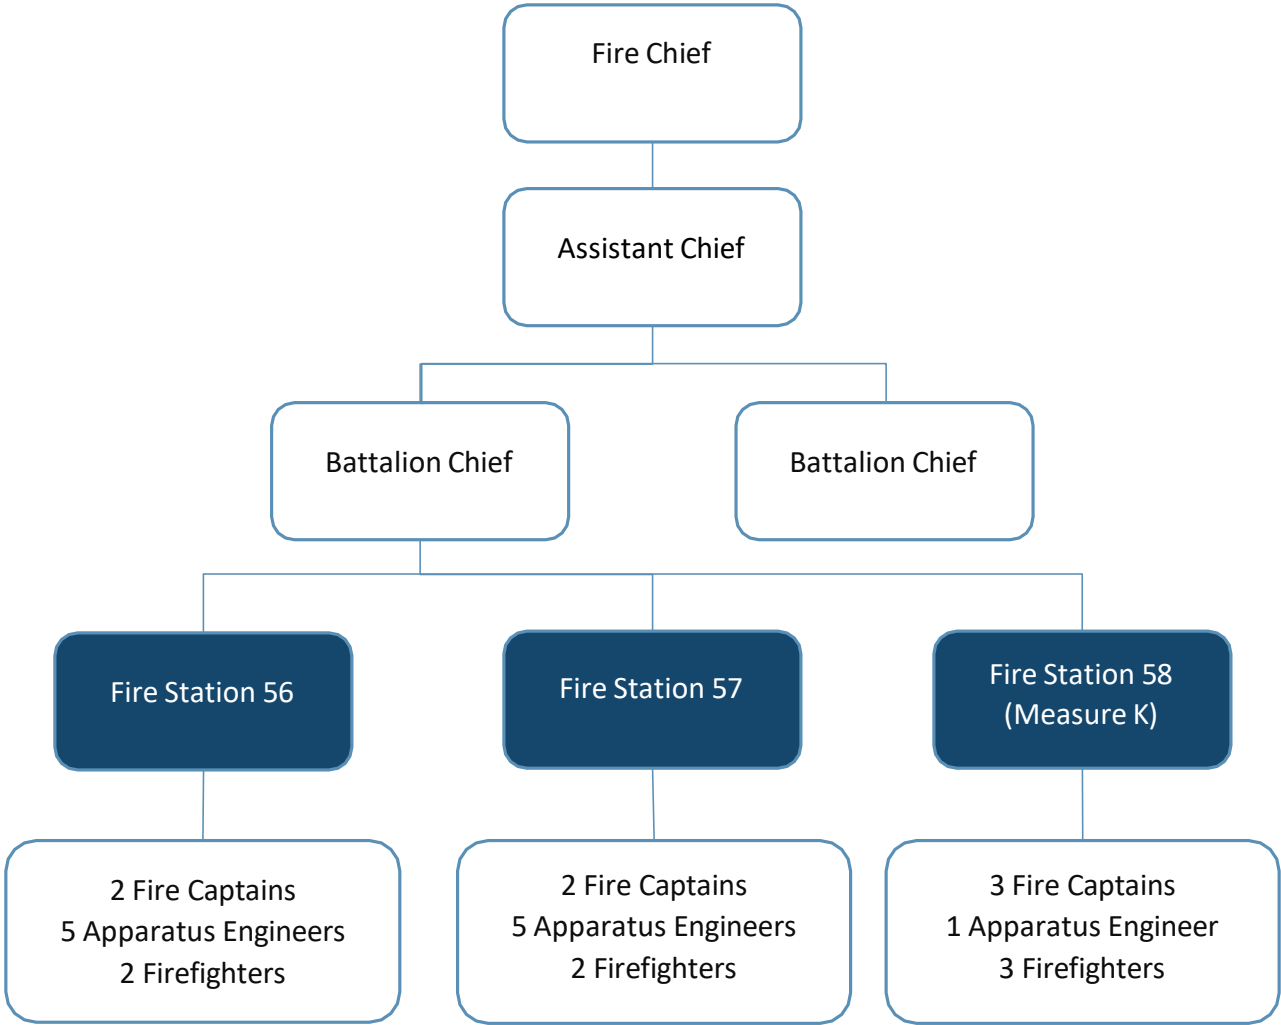 Fire Chief
Assistant Chief
Battalion Chief
Battalion Chief
Fire Station 56
Fire Station 57
Fire Station 58
(Measure K)
2 Fire Captains
5 Apparatus Engineers
2 Firefighters
2 Fire Captains
5 Apparatus Engineers
2 Firefighters
3 Fire Captains
1 Apparatus Engineer
3 Firefighters